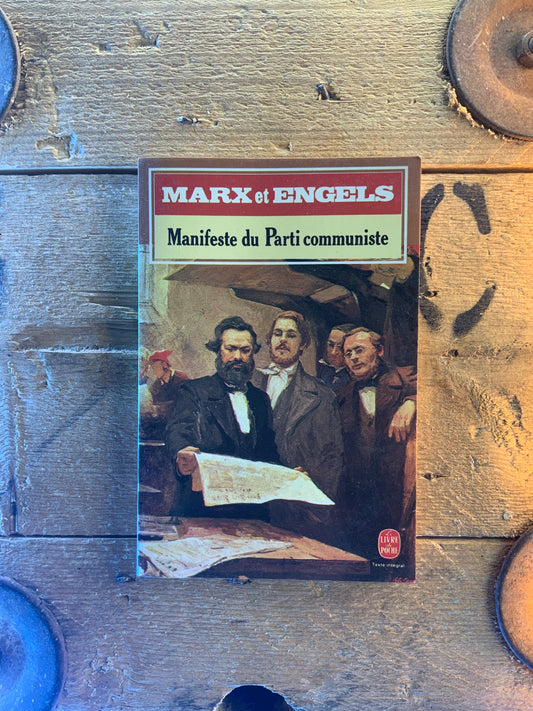 MARX et ENGELS
Manifeste du Parti communiste
Le
LIVRE
de
POCHE
Texte intégral